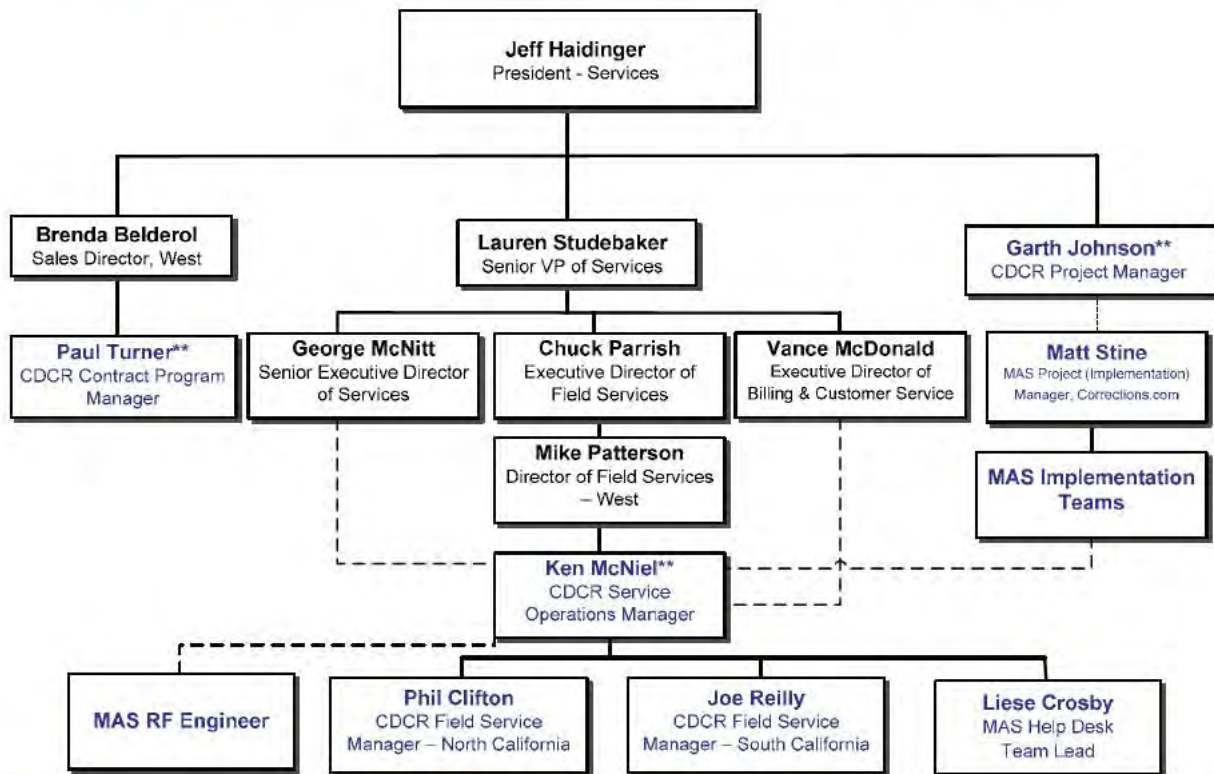 Jeff Haidinger
President - Services
Brenda Belderol
Sales Director, West
Lauren Studebaker
Senior VP of Services
Garth Johnson**
CDCR Project Manager
Paul Turner**
CDCR Contract Program
Manager
George McNitt
Senior Executive Director
of Services
Chuck Parrish
Executive Director of
Field Services
Vance McDonald
Executive Director of
Billing & Customer Service
Matt Stine
MAS Project (Implementation)
Manager, Corrections.com
Mike Patterson
Director of Field Services
– West
MAS Implementation
Teams
Ken McNiel**
CDCR Service
Operations Manager
MAS RF Engineer
Phil Clifton
CDCR Field Service
Manager – North California
Joe Reilly
CDCR Field Service
Manager – South California
Liese Crosby
MAS Help Desk
Team Lead